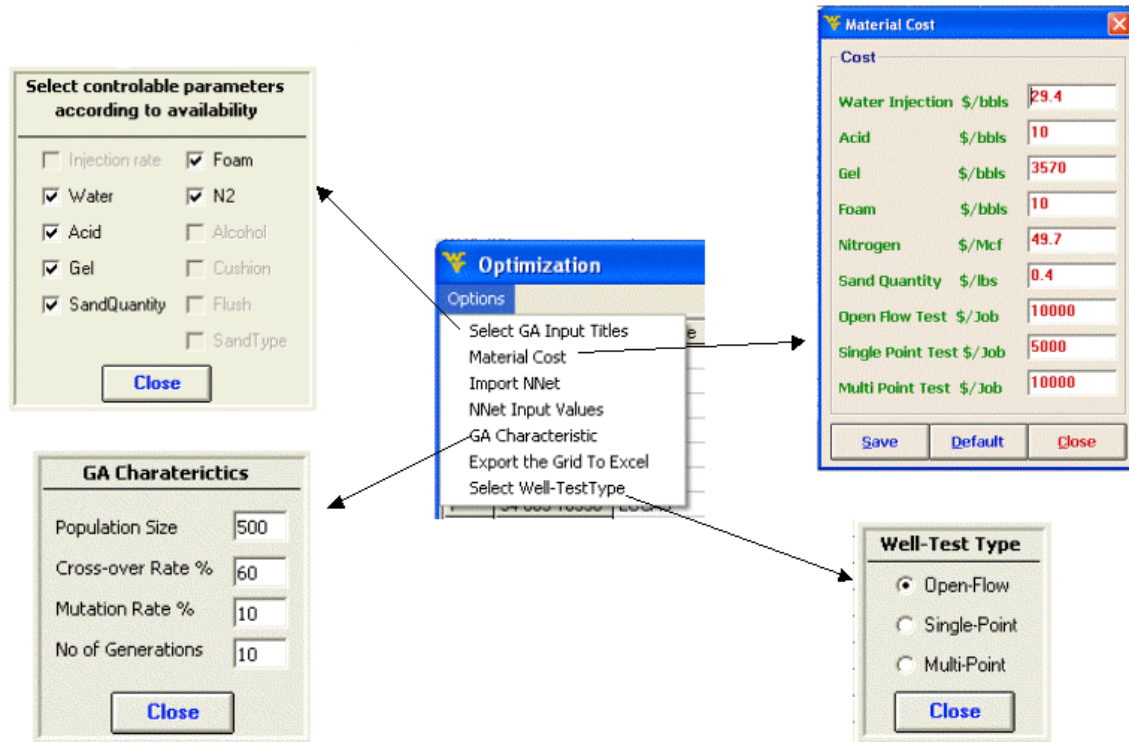 Select controlable parameters
according to availability
Injection rate
Foam
Water
N2
Acid
Alcohol
Gel
Cushion
SandQuantity
Flush
SandType
Close
Material Cost
Cost
Water Injection $/bbls 29.4
Acid $/bbls 10
Gel $/bbls 3570
Foam $/bbls 10
Nitrogen $/Mcf 49.7
Sand Quantity $/lbs 0.4
Open Flow Test $/Job 10000
Single Point Test $/Job 5000
Multi Point Test $/Job 10000
Save Default Close
Optimization
Options
Select GA Input Titles
Material Cost
Import NNet
NNet Input Values
GA Characteristic
Export the Grid To Excel
Select Well-TestType
GA Charaterictics
Population Size 500
Cross-over Rate % 60
Mutation Rate % 10
No of Generations 10
Close
Well-Test Type
Open-Flow
Single-Point
Multi-Point
Close